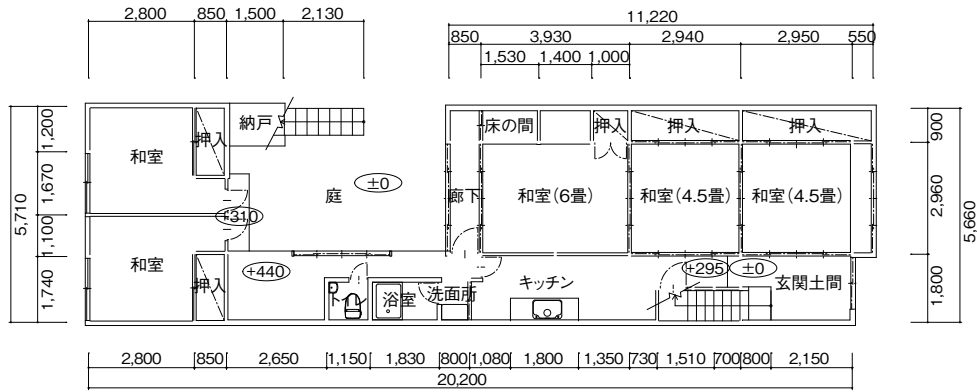 2,800 850 1,500 2,130
11,220
850 3,930 2,940 2,950 550
1,530 1,400 1,000
5,710
1,200
1,670
1,100
1,740
900
2,960
1,800
5,660
和室
押入
納戸
庭
±0
廊下
床の間
押入
押入
押入
和室(6畳)
和室(4.5畳)
和室(4.5畳)
+310
和室
押入
+440
トイレ
浴室
洗面所
キッチン
+295
±0
玄関土間
2,800 850 2,650 1,150 1,830 800 1,080 1,800 1,350 730 1,510 700 800 2,150
20,200